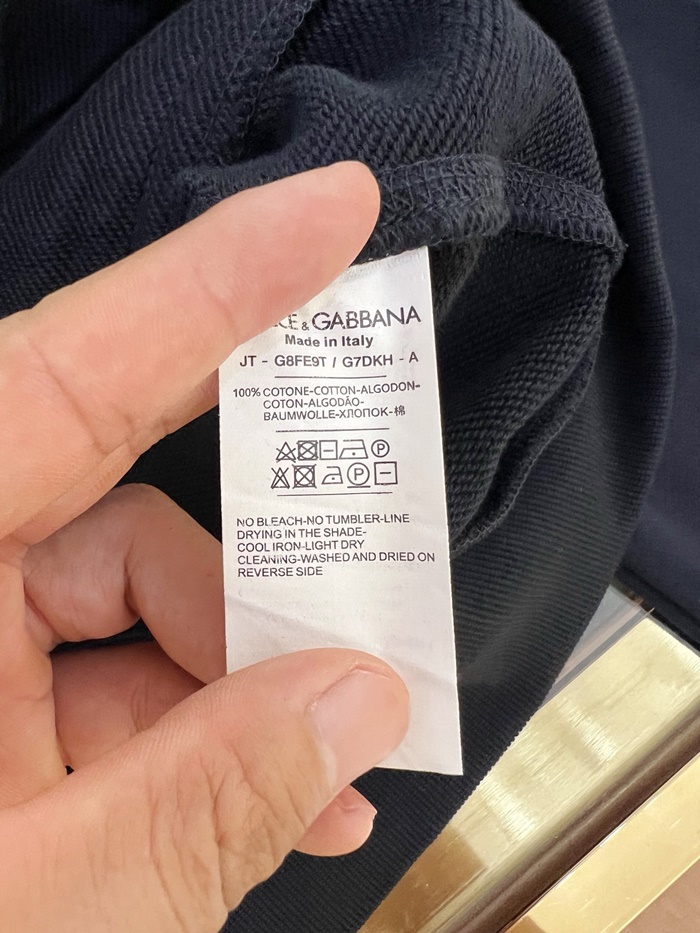 & GABBANA
Made in Italy
JT - G8FE9T / G7DKH - A
100% COTONE-COTTON-ALGODON-
COTON-ALGODÃO-
BAUMWOLLE-ХЛОПОК-棉
NO BLEACH-NO TUMBLER-LINE
DRYING IN THE SHADE-
COOL IRON-LIGHT DRY
CLEANING-WASHED AND DRIED ON
REVERSE SIDE